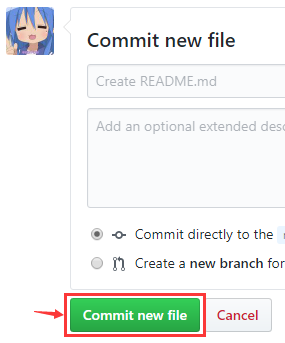 Commit new file
Create README.md
Add an optional extended
Commit directly to the
Create a new branch for
Commit new file
Cancel